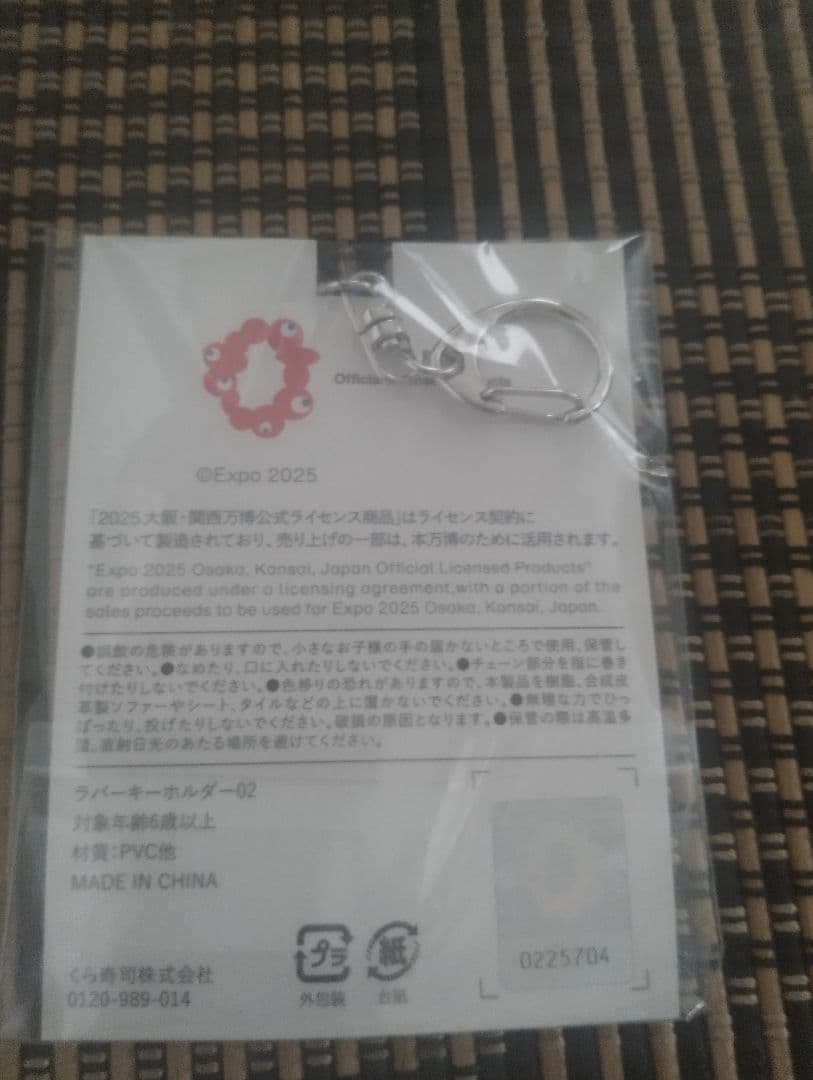 Official
cts
©Expo 2025
「2025 大阪・関西万博公式ライセンス商品」はライセンス契約に
基づいて製造されており、売り上げの一部は、本万博のために活用されます。
"Expo 2025 Osaka, Kansai, Japan Official Licensed Products"
are produced under a licensing agreement,with a portion of the
sales proceeds to be used for Expo 2025 Osaka, Kansai, Japan.
●誤飲の危険がありますので、小さなお子様の手の届かないところで使用、保管し
てください。●なめたり、口に入れたりしないでください。●チェーン部分を指に巻き
付けたりしないでください。●色移りの恐れがありますので、本製品を樹脂、合成皮
革製ソファーやシート、タイルなどの上に置かないでください。●無理な力でひっ
ぱったり、投げたりしないでください。破損の原因となります。●保管の際は高温多
湿、直射日光のあたる場所を避けてください。
ラバーキーホルダー02
対象年齢6歳以上
材質:PVC他
MADE IN CHINA
プラ 紙
外包装 台紙
くら寿司株式会社
0120-989-014
0225704